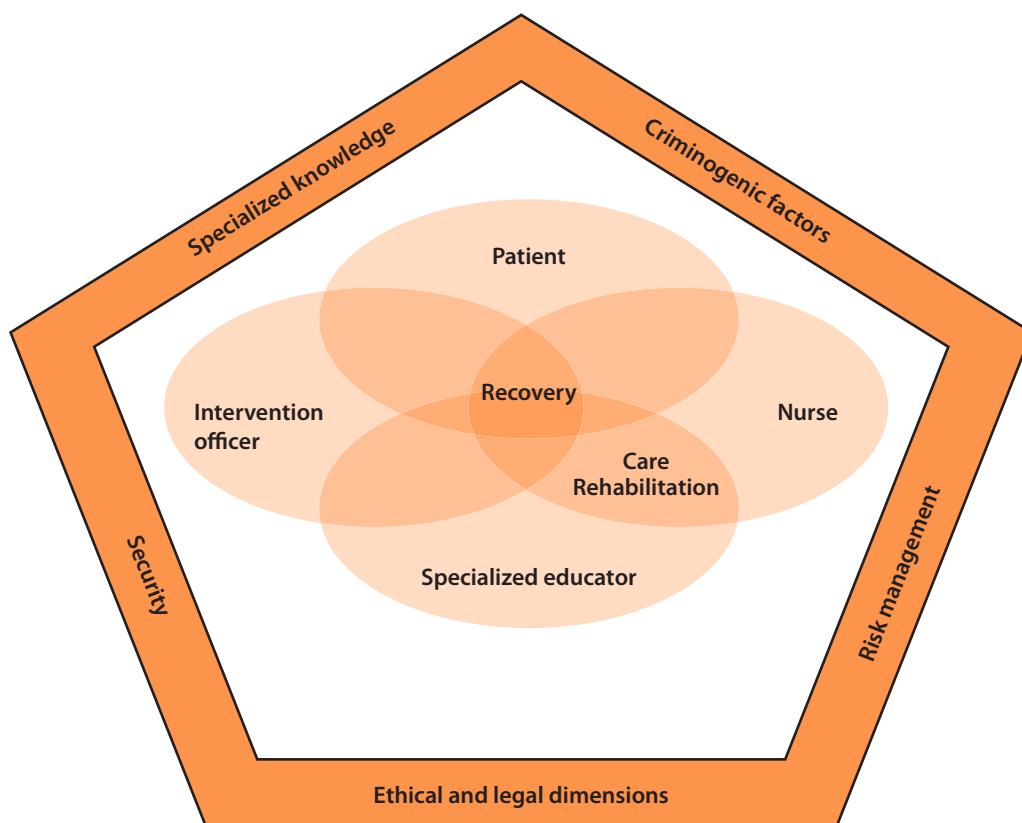 Specialized knowledge
Criminogenic factors
Patient
Recovery
Intervention
officer
Nurse
Care
Rehabilitation
Specialized educator
Security
Risk management
Ethical and legal dimensions